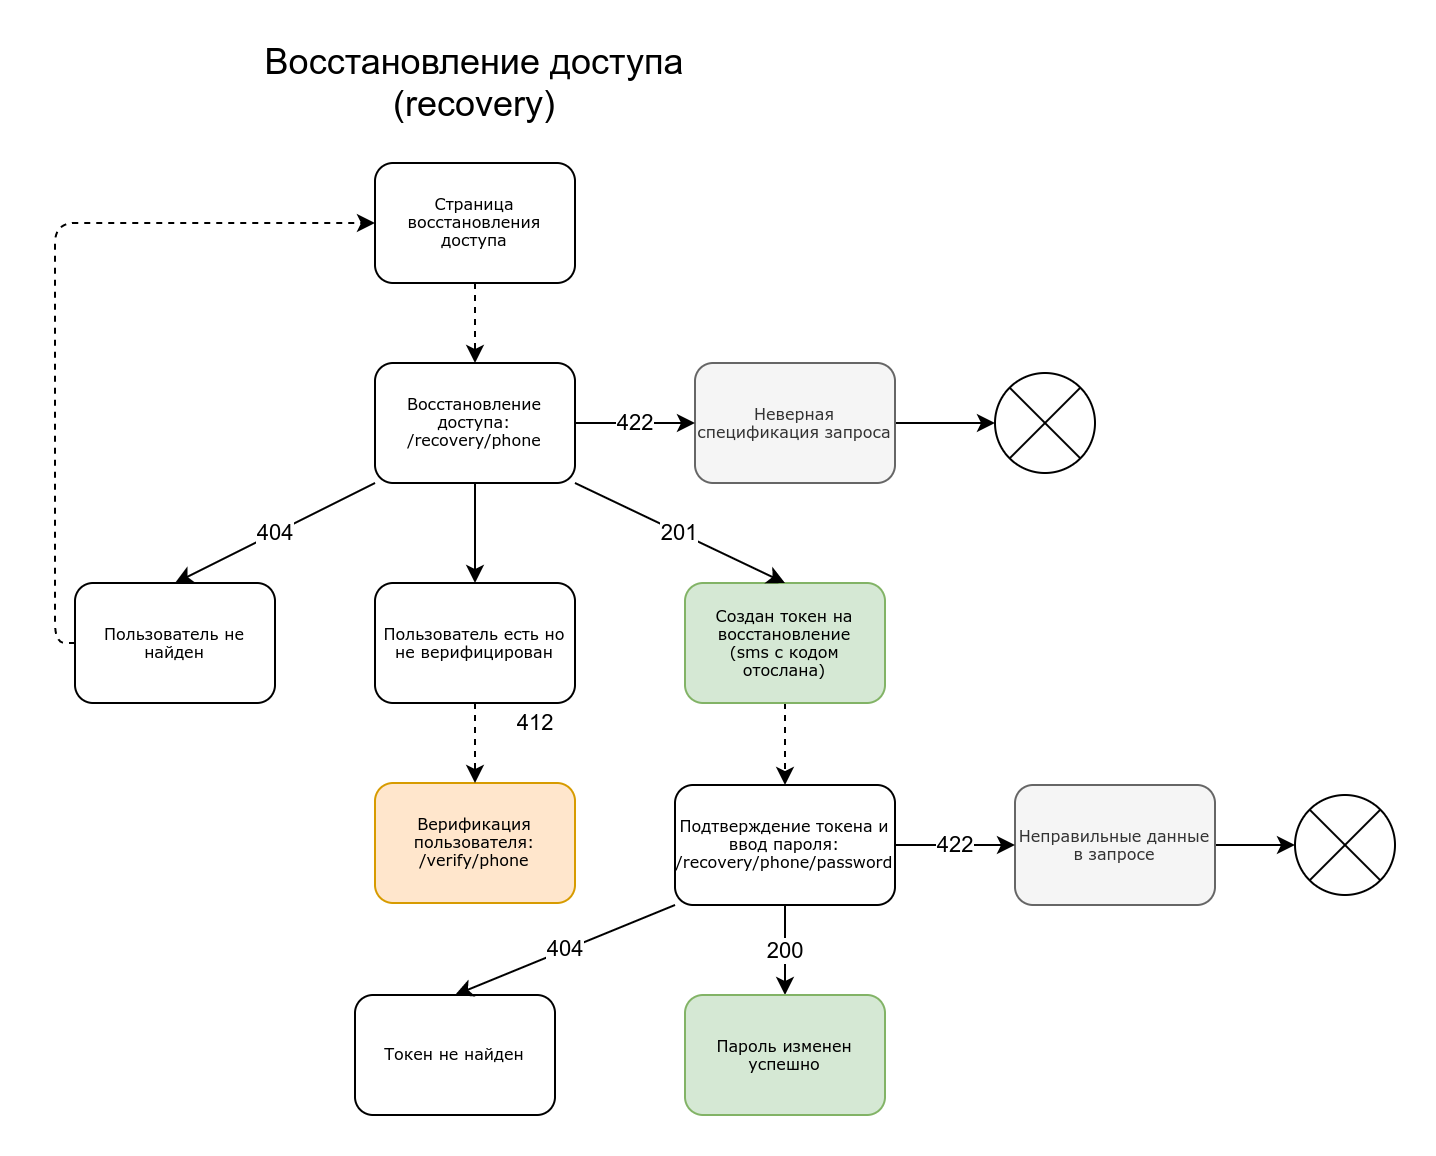 Восстановление доступа
(recovery)
Страница
восстановления
доступа
Восстановление
доступа:
/recovery/phone
422
Неверная
спецификация запроса
404
201
Пользователь не
найден
Пользователь есть но
не верифицирован
Создан токен на
восстановление
(sms с кодом
отослана)
412
Верификация
пользователя:
/verify/phone
Подтверждение токена и
ввод пароля:
/recovery/phone/password
422
Неправильные данные
в запросе
404
200
Токен не найден
Пароль изменен
успешно